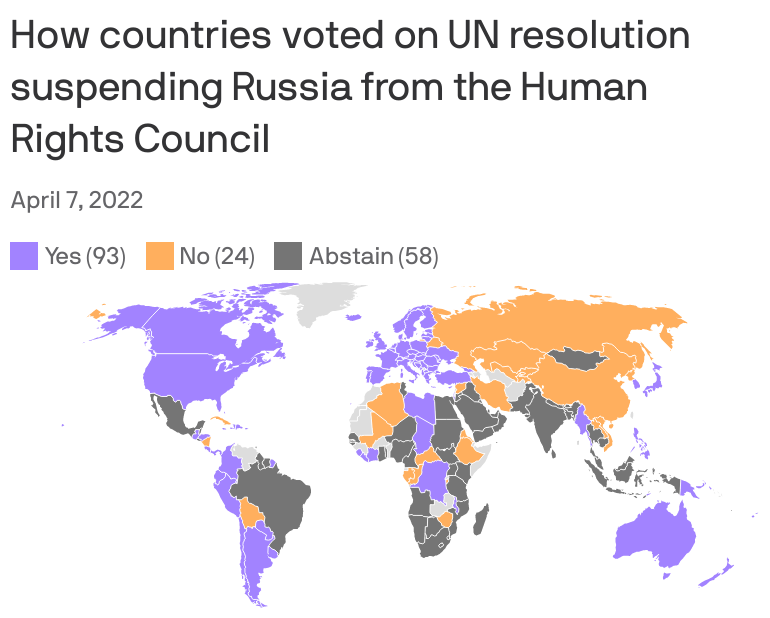 How countries voted on UN resolution
suspending Russia from the Human
Rights Council
April 7, 2022
Yes (93) No (24) Abstain (58)